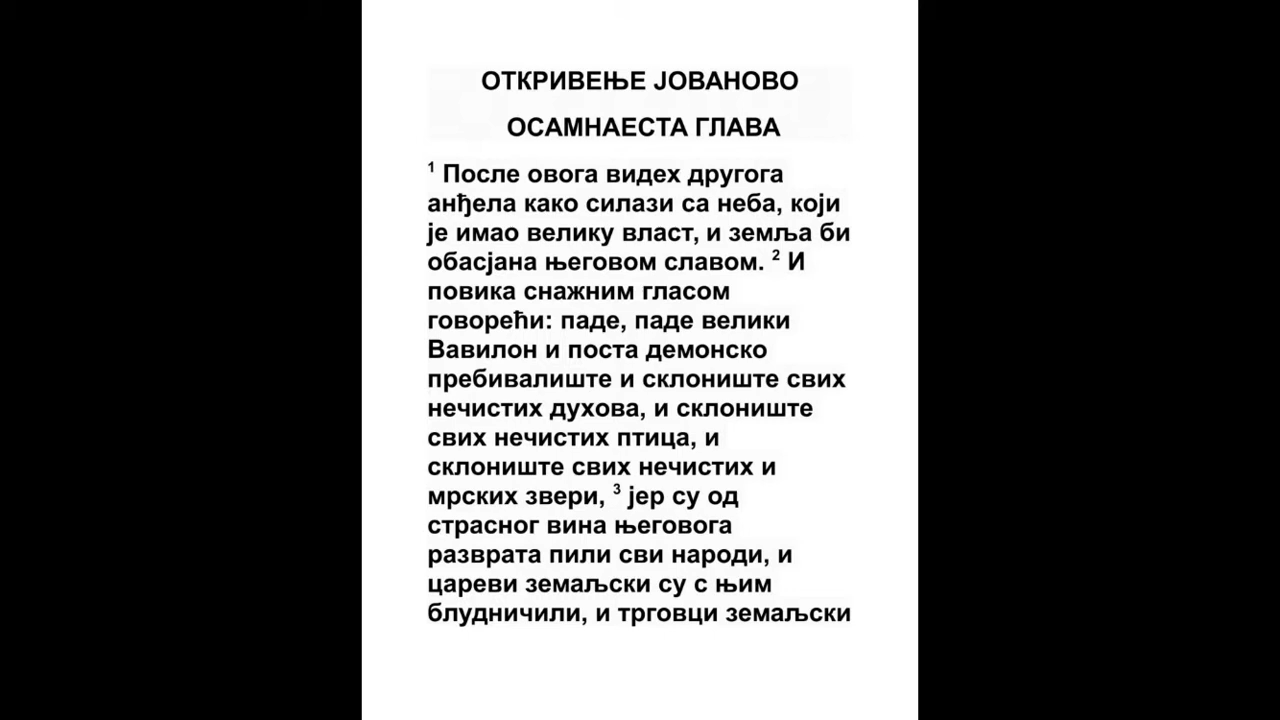 ОТКРИВЕЊЕ ЈОВАНОВО
ОСАМНАЕСТА ГЛАВА
¹ После овога видех другога
анђела како силази са неба, који
је имао велику власт, и земља би
обасјана његовом славом. ² И
повика снажним гласом
говорећи: паде, паде велики
Вавилон и поста демонско
пребивалиште и склониште свих
нечистих духова, и склониште
свих нечистих птица, и
склониште свих нечистих и
мрских звери, ³ јер су од
страсног вина његовога
разврата пили сви народи, и
цареви земаљски су с њим
блудничили, и трговци земаљски